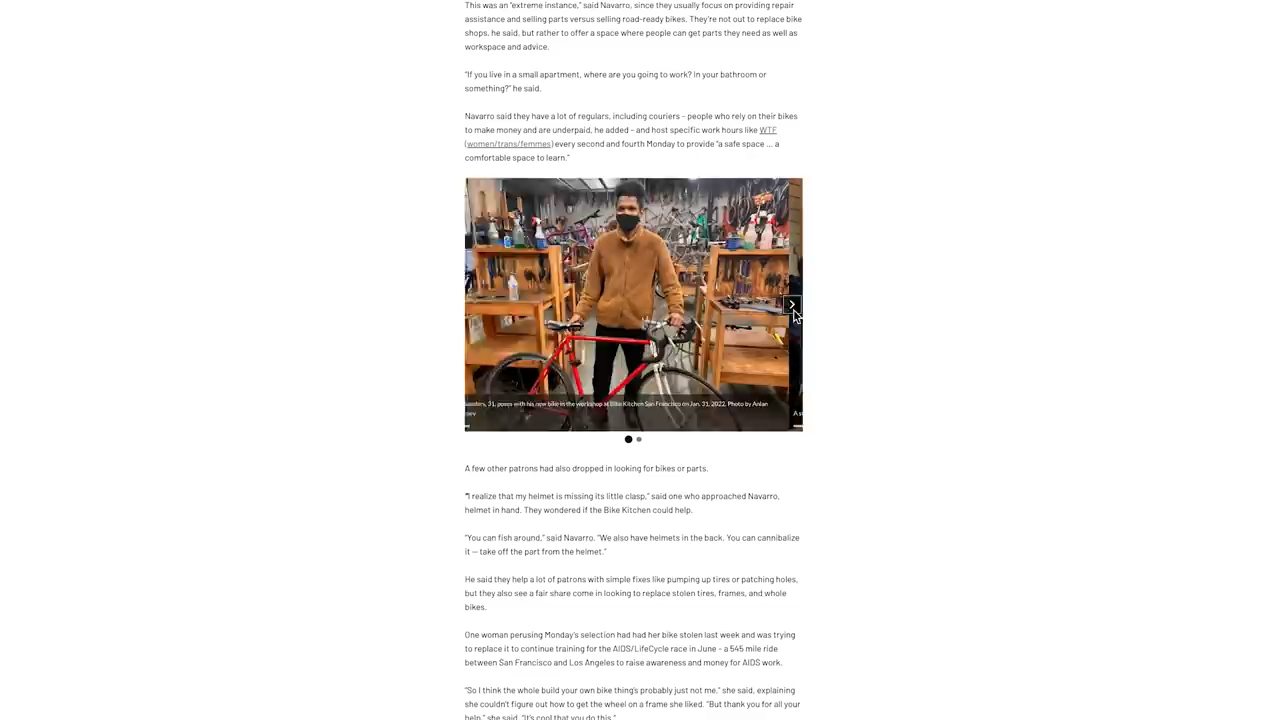 This was an "extreme instance," said Navarro, since they usually focus on providing repair
assistance and selling parts versus selling road-ready bikes. They're not out to replace bike
shops, he said, but rather to offer a space where people can get parts they need as well as
workspace and advice.
"If you live in a small apartment, where are you going to work? In your bathroom or
something?" he said.
Navarro said they have a lot of regulars, including couriers – people who rely on their bikes
to make money and are underpaid, he added – and host specific work hours like WTF
(women/trans/femmes) every second and fourth Monday to provide "a safe space … a
comfortable space to learn."
31, poses with his new bike in the workshop at Bike Kitchen San Francisco on Jan. 31, 2022. Photo by Anlan
A few other patrons had also dropped in looking for bikes or parts.
"I realize that my helmet is missing its little clasp," said one who approached Navarro,
helmet in hand. They wondered if the Bike Kitchen could help.
"You can fish around," said Navarro. "We also have helmets in the back. You can cannibalize
it — take off the part from the helmet."
He said they help a lot of patrons with simple fixes like pumping up tires or patching holes,
but they also see a fair share come in looking to replace stolen tires, frames, and whole
bikes.
One woman perusing Monday's selection had had her bike stolen last week and was trying
to replace it to continue training for the AIDS/LifeCycle race in June – a 545 mile ride
between San Francisco and Los Angeles to raise awareness and money for AIDS work.
"So I think the whole build your own bike thing's probably just not me," she said, explaining
she couldn't figure out how to get the wheel on a frame she liked. "But thank you for all your
help," she said. "It's cool that you do this."